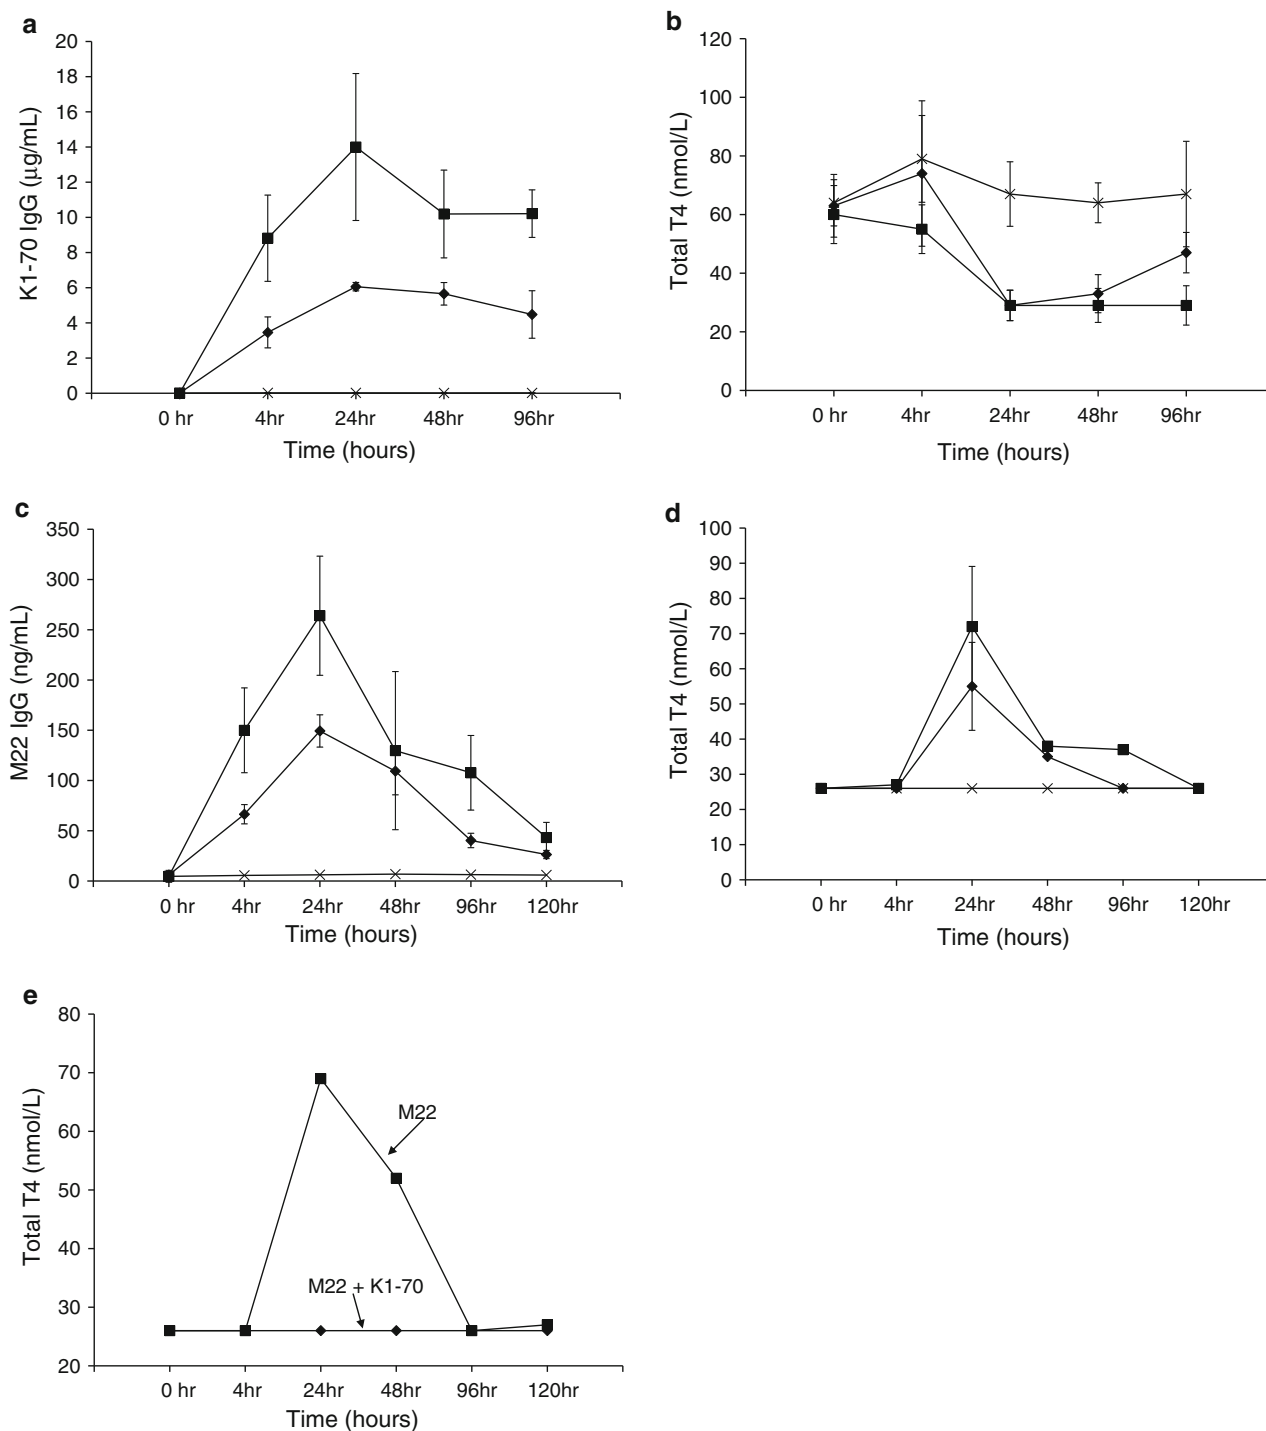 a
20
18
16
14
12
10
8
6
4
2
0
K1-70 IgG (µg/mL)
0 hr 4hr 24hr 48hr 96hr
Time (hours)
b
120
100
80
60
40
20
0
Total T4 (nmol/L)
0 hr 4hr 24hr 48hr 96hr
Time (hours)
c
350
300
250
200
150
100
50
0
M22 IgG (ng/mL)
0 hr 4hr 24hr 48hr 96hr 120hr
Time (hours)
d
100
90
80
70
60
50
40
30
20
10
0
Total T4 (nmol/L)
0 hr 4hr 24hr 48hr 96hr 120hr
Time (hours)
e
80
70
60
50
40
30
20
Total T4 (nmol/L)
M22
M22 + K1-70
0 hr 4hr 24hr 48hr 96hr 120hr
Time (hours)